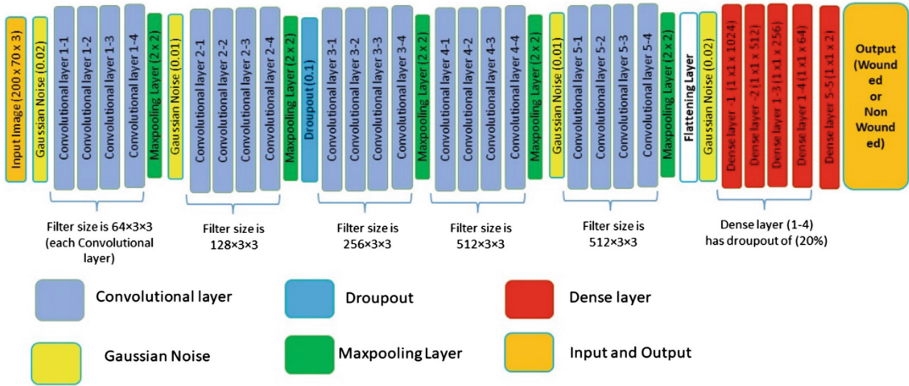 Input Image (200 x 70 x 3)
Gaussian Noise (0.02)
Convolutional layer 1-1
Convolutional layer 1-2
Convolutional layer 1-3
Convolutional layer 1-4
Maxpooling Layer (2 x 2)
Gaussian Noise (0.01)
Convolutional layer 2-1
Convolutional layer 2-2
Convolutional layer 2-3
Convolutional layer 2-4
Maxpooling Layer (2 x 2)
Dropout (0.1)
Convolutional layer 3-1
Convolutional layer 3-2
Convolutional layer 3-3
Convolutional layer 3-4
Maxpooling Layer (2 x 2)
Convolutional layer 4-1
Convolutional layer 4-2
Convolutional layer 4-3
Convolutional layer 4-4
Maxpooling Layer (2 x 2)
Gaussian Noise (0.01)
Convolutional layer 5-1
Convolutional layer 5-2
Convolutional layer 5-3
Convolutional layer 5-4
Maxpooling Layer (2 x 2)
Flattening Layer
Gaussian Noise (0.02)
Dense layer -1 (1 x1 x 1024)
Dense layer -2 (1 x1 x 512)
Dense layer 1-3 (1 x1 x 256)
Dense layer 1-4 (1 x1 x 64)
Dense layer 5-5 (1 x1 x 2)
Output
(Wound
ed
or
Non
Wound
ed)
Filter size is 64×3×3
(each Convolutional
layer)
Filter size is
128×3×3
Filter size is
256×3×3
Filter size is
512×3×3
Filter size is
512×3×3
Dense layer (1-4)
has droupout of (20%)
Convolutional layer
Droupout
Dense layer
Gaussian Noise
Maxpooling Layer
Input and Output